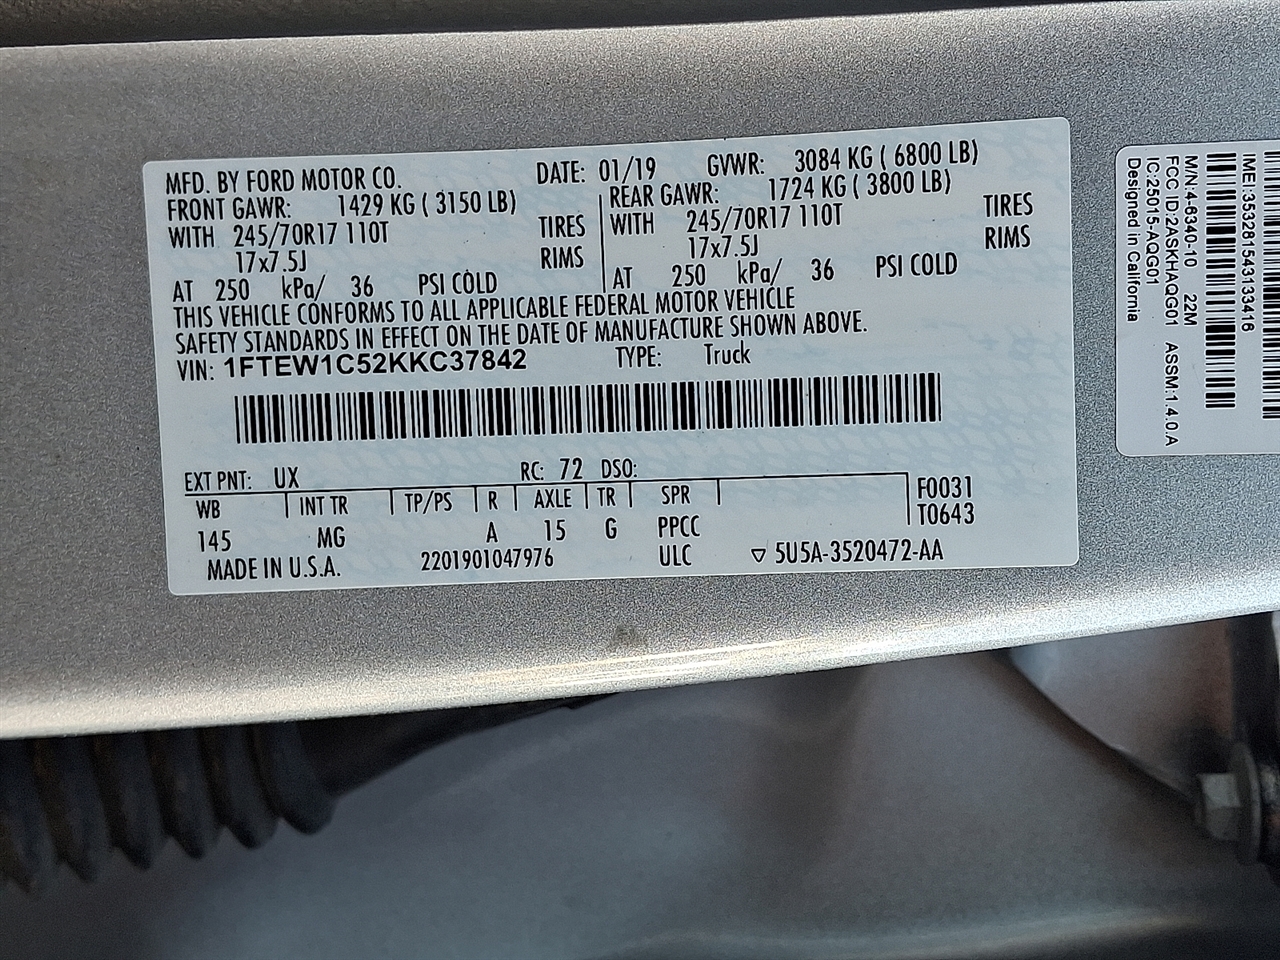 MFD. BY FORD MOTOR CO. DATE: 01/19 GVWR: 3084 KG ( 6800 LB)
FRONT GAWR: 1429 KG ( 3150 LB) REAR GAWR: 1724 KG ( 3800 LB)
WITH 245/70R17 110T TIRES WITH 245/70R17 110T TIRES
17x7.5J RIMS 17x7.5J RIMS
AT 250 kPa/ 36 PSI COLD AT 250 kPa/ 36 PSI COLD
THIS VEHICLE CONFORMS TO ALL APPLICABLE FEDERAL MOTOR VEHICLE
SAFETY STANDARDS IN EFFECT ON THE DATE OF MANUFACTURE SHOWN ABOVE.
VIN: 1FTEW1C52KKC37842 TYPE: Truck
EXT PNT: UX RC: 72 DSO:
WB INT TR TP/PS R AXLE TR SPR F0031
T0643
145 MG A 15 G PPCC
MADE IN U.S.A. 2201901047976 ULC ▽ 5U5A-3520472-AA
IMEI:353281543133416
M/N:4-6340-10 22M
FCC ID:2ASKHAQG01 ASSM:1.4.0.A
IC:25015-AQG01
Designed in California